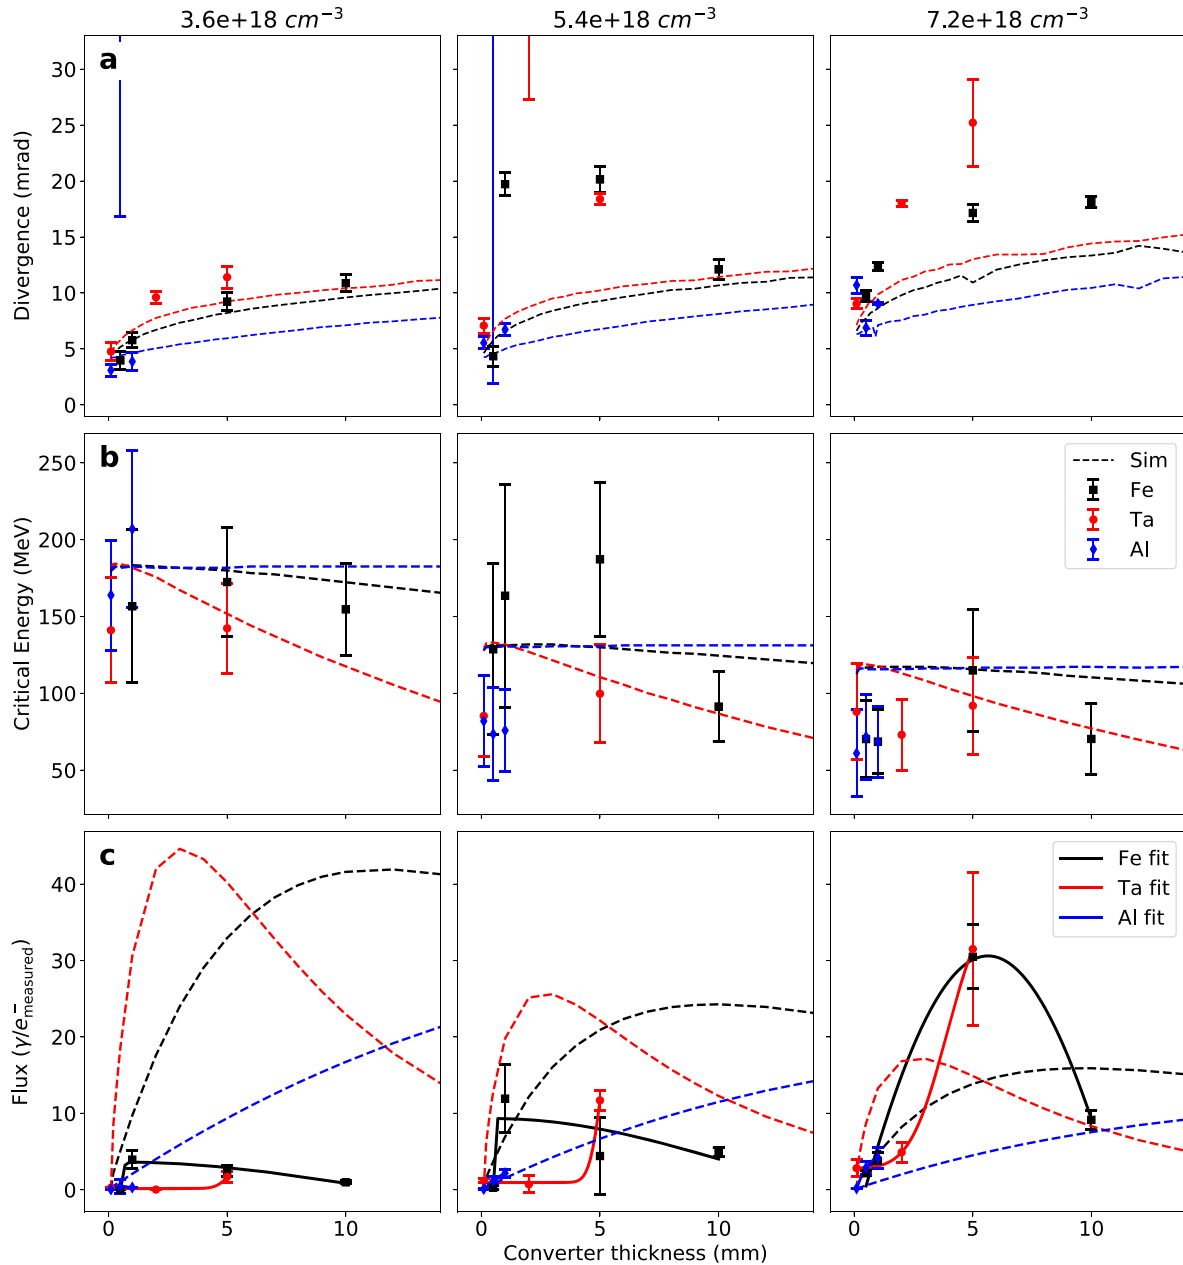 3.6e+18 cm⁻³ 5.4e+18 cm⁻³ 7.2e+18 cm⁻³
a
Divergence (mrad)
30
25
20
15
10
5
0
b
Critical Energy (MeV)
250
200
150
100
50
Sim
Fe
Ta
Al
c
Flux (γ/e⁻measured)
40
30
20
10
0
Fe fit
Ta fit
Al fit
0 5 10 0 5 10 0 5 10
Converter thickness (mm)